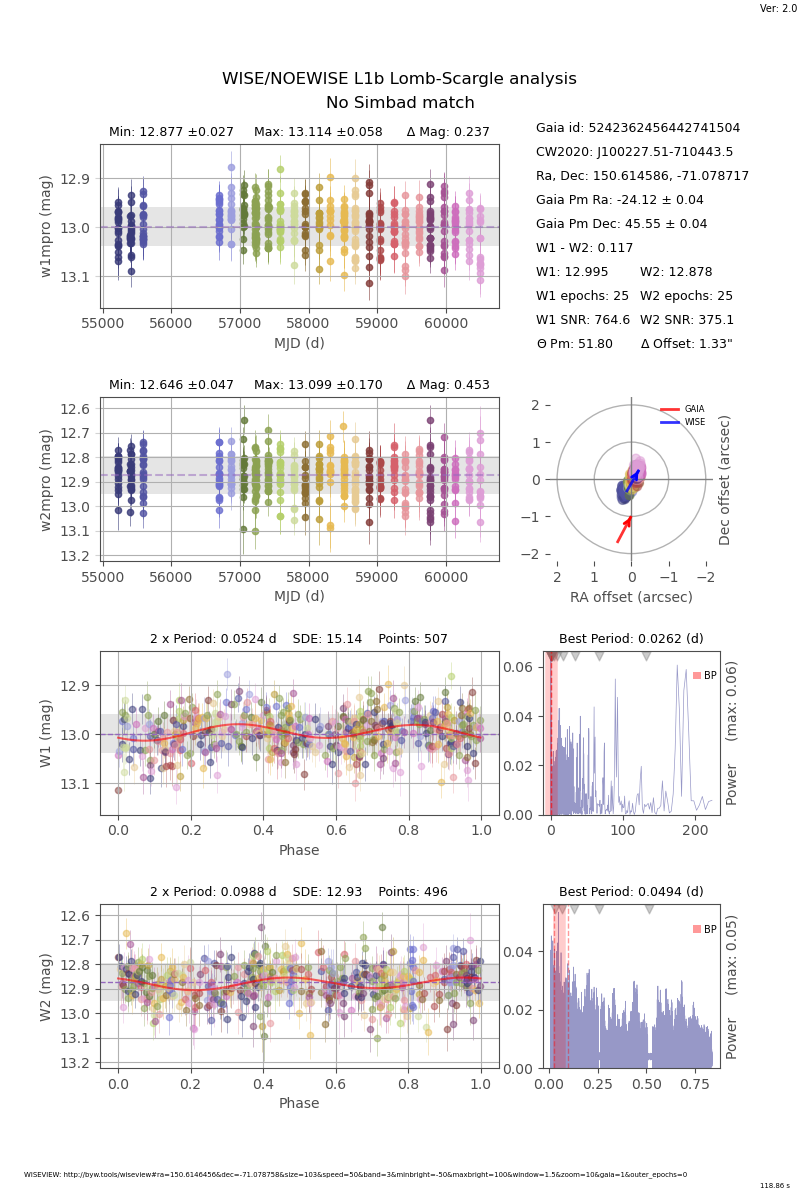 Ver: 2.0
WISE/NOEWISE L1b Lomb-Scargle analysis
No Simbad match
Min: 12.877 ±0.027 Max: 13.114 ±0.058 Δ Mag: 0.237
12.9
13.0
13.1
w1mpro (mag)
55000 56000 57000 58000 59000 60000
MJD (d)
Gaia id: 5242362456442741504
CW2020: J100227.51-710443.5
Ra, Dec: 150.614586, -71.078717
Gaia Pm Ra: -24.12 ± 0.04
Gaia Pm Dec: 45.55 ± 0.04
W1 - W2: 0.117
W1: 12.995 W2: 12.878
W1 epochs: 25 W2 epochs: 25
W1 SNR: 764.6 W2 SNR: 375.1
Θ Pm: 51.80 Δ Offset: 1.33"
Min: 12.646 ±0.047 Max: 13.099 ±0.170 Δ Mag: 0.453
12.6
12.7
12.8
12.9
13.0
13.1
13.2
w2mpro (mag)
55000 56000 57000 58000 59000 60000
MJD (d)
GAIA
WISE
2
1
0
−1
−2
Dec offset (arcsec)
2 1 0 −1 −2
RA offset (arcsec)
2 x Period: 0.0524 d SDE: 15.14 Points: 507
12.9
13.0
13.1
W1 (mag)
0.0 0.2 0.4 0.6 0.8 1.0
Phase
Best Period: 0.0262 (d)
BP
0.06
0.04
0.02
0.00
Power (max: 0.06)
0 100 200
2 x Period: 0.0988 d SDE: 12.93 Points: 496
12.6
12.7
12.8
12.9
13.0
13.1
13.2
W2 (mag)
0.0 0.2 0.4 0.6 0.8 1.0
Phase
Best Period: 0.0494 (d)
BP
0.04
0.02
0.00
Power (max: 0.05)
0.00 0.25 0.50 0.75
WISEVIEW: http://byw.tools/wiseview#ra=150.6146456&dec=-71.078758&size=103&speed=50&band=3&minbright=-50&maxbright=100&window=1.5&zoom=10&gaia=1&outer_epochs=0
118.86 s